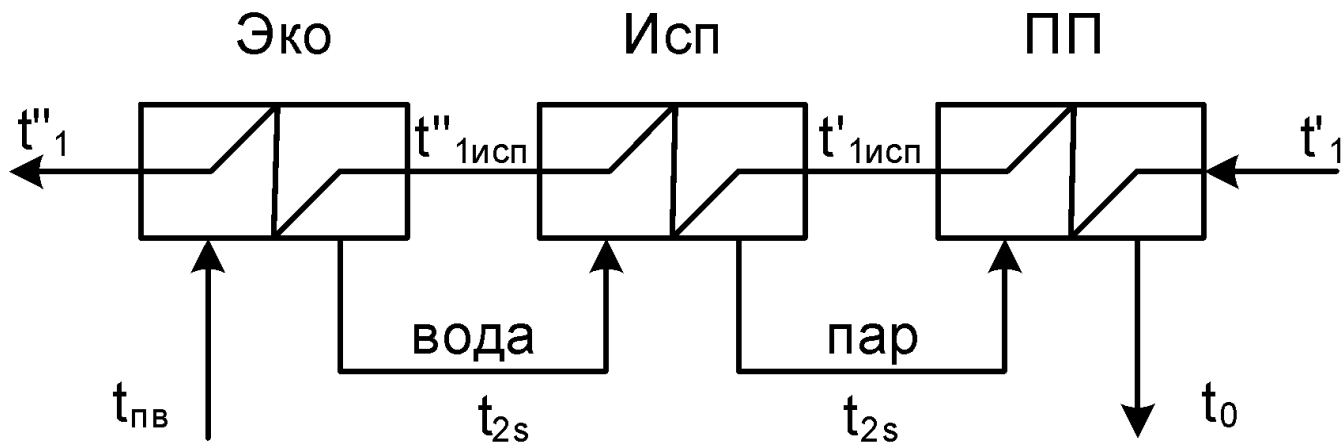 Эко Исп ПП
t"₁ t"₁исп t'₁исп t'₁
вода пар
tпв t₂s t₂s t₀